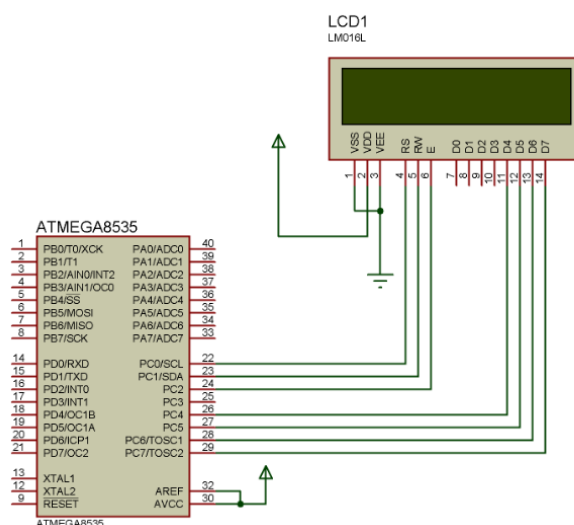 LCD1
LM016L
VSS
VDD
VEE
RS
RW
E
D0
D1
D2
D3
D4
D5
D6
D7
1
2
3
4
5
6
7
8
9
10
11
12
13
14
ATMEGA8535
1 PB0/T0/XCK PA0/ADC0 40
2 PB1/T1 PA1/ADC1 39
3 PB2/AIN0/INT2 PA2/ADC2 38
4 PB3/AIN1/OC0 PA3/ADC3 37
5 PB4/SS PA4/ADC4 36
6 PB5/MOSI PA5/ADC5 35
7 PB6/MISO PA6/ADC6 34
8 PB7/SCK PA7/ADC7 33
14 PD0/RXD PC0/SCL 22
15 PD1/TXD PC1/SDA 23
16 PD2/INT0 PC2 24
17 PD3/INT1 PC3 25
18 PD4/OC1B PC4 26
19 PD5/OC1A PC5 27
20 PD6/ICP1 PC6/TOSC1 28
21 PD7/OC2 PC7/TOSC2 29
13 XTAL1
12 XTAL2 AREF 32
9 RESET AVCC 30
ATMEGA8535